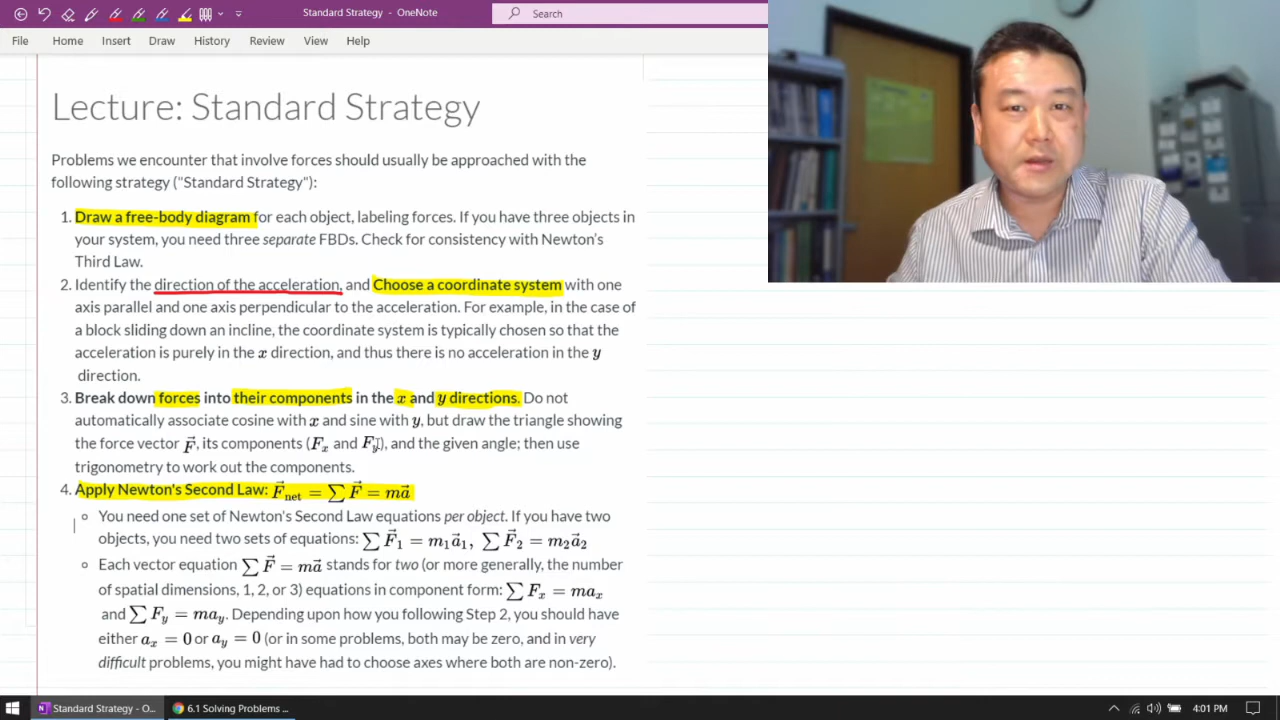 Standard Strategy - OneNote
Search
File Home Insert Draw History Review View Help
Lecture: Standard Strategy
Problems we encounter that involve forces should usually be approached with the
following strategy ("Standard Strategy"):
1. Draw a free-body diagram for each object, labeling forces. If you have three objects in
your system, you need three separate FBDs. Check for consistency with Newton's
Third Law.
2. Identify the direction of the acceleration, and Choose a coordinate system with one
axis parallel and one axis perpendicular to the acceleration. For example, in the case of
a block sliding down an incline, the coordinate system is typically chosen so that the
acceleration is purely in the x direction, and thus there is no acceleration in the y
direction.
3. Break down forces into their components in the x and y directions. Do not
automatically associate cosine with x and sine with y, but draw the triangle showing
the force vector F⃗, its components (Fₓ and F_y), and the given angle; then use
trigonometry to work out the components.
4. Apply Newton's Second Law: F⃗_net = ∑ F⃗ = ma⃗
○ You need one set of Newton's Second Law equations per object. If you have two
objects, you need two sets of equations: ∑ F⃗₁ = m₁a⃗₁, ∑ F⃗₂ = m₂a⃗₂
○ Each vector equation ∑ F⃗ = ma⃗ stands for two (or more generally, the number
of spatial dimensions, 1, 2, or 3) equations in component form: ∑ Fₓ = maₓ
and ∑ F_y = ma_y. Depending upon how you following Step 2, you should have
either aₓ = 0 or a_y = 0 (or in some problems, both may be zero, and in very
difficult problems, you might have had to choose axes where both are non-zero).
Standard Strategy - O... 6.1 Solving Problems ... 4:01 PM